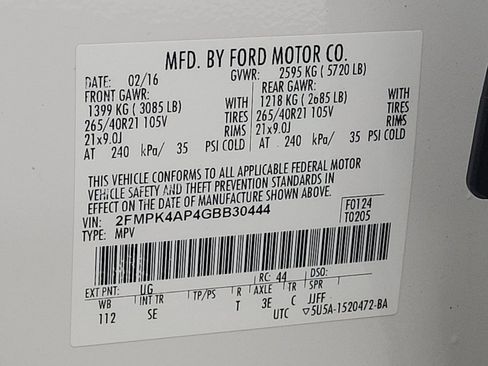 MFD. BY FORD MOTOR CO.
DATE: 02/16 GVWR: 2595 KG ( 5720 LB)
FRONT GAWR: REAR GAWR:
1399 KG ( 3085 LB) WITH 1218 KG ( 2685 LB) WITH
265/40R21 105V TIRES 265/40R21 105V TIRES
21x9.0J RIMS 21x9.0J RIMS
AT 240 kPa/ 35 PSI COLD AT 240 kPa/ 35 PSI COLD
THIS VEHICLE CONFORMS TO ALL APPLICABLE FEDERAL MOTOR
VEHICLE SAFETY AND THEFT PREVENTION STANDARDS IN
EFFECT ON THE DATE OF MANUFACTURE SHOWN ABOVE.
VIN: 2FMPK4AP4GBB30444 F0124
TYPE: MPV T0205
EXT PNT: UG RC: 44 DSO:
WB INT TR TP/PS R AXLE TR JJFF
112 SE T 3E C
UTC ▽5U5A-1520472-BA